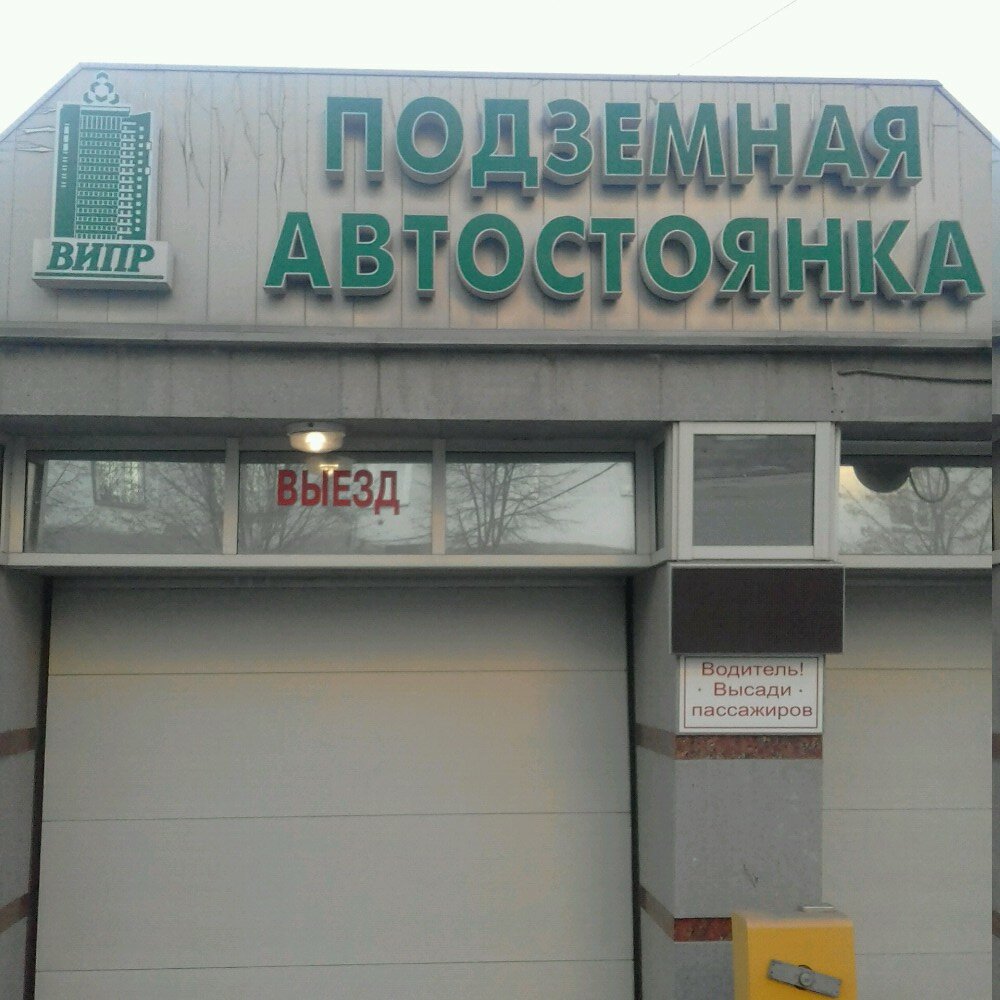 ПОДЗЕМНАЯ
АВТОСТОЯНКА
ВИПР
ВЫЕЗД
Водитель!
Высади
пассажиров